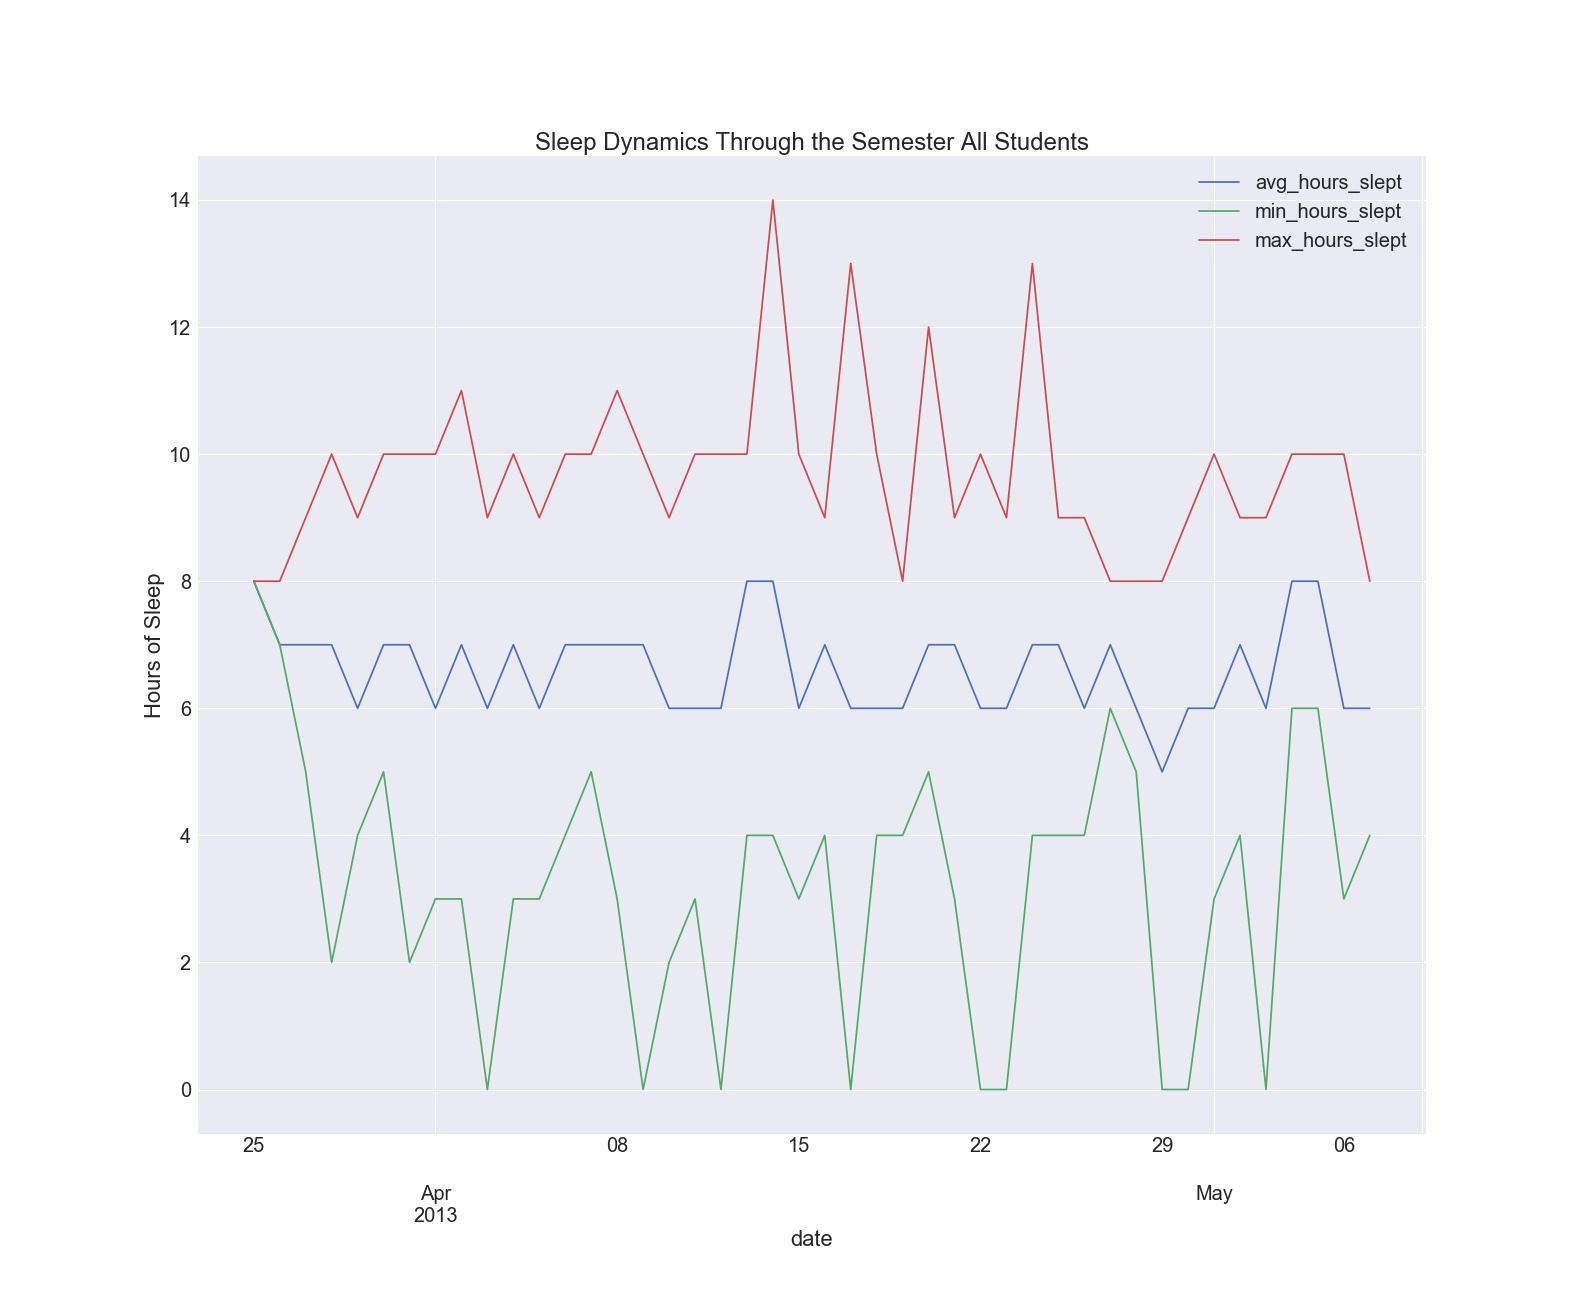 Sleep Dynamics Through the Semester All Students
avg_hours_slept
min_hours_slept
max_hours_slept
14
12
10
8
6
4
2
0
Hours of Sleep
25
08
15
22
29
06
Apr
May
2013
date